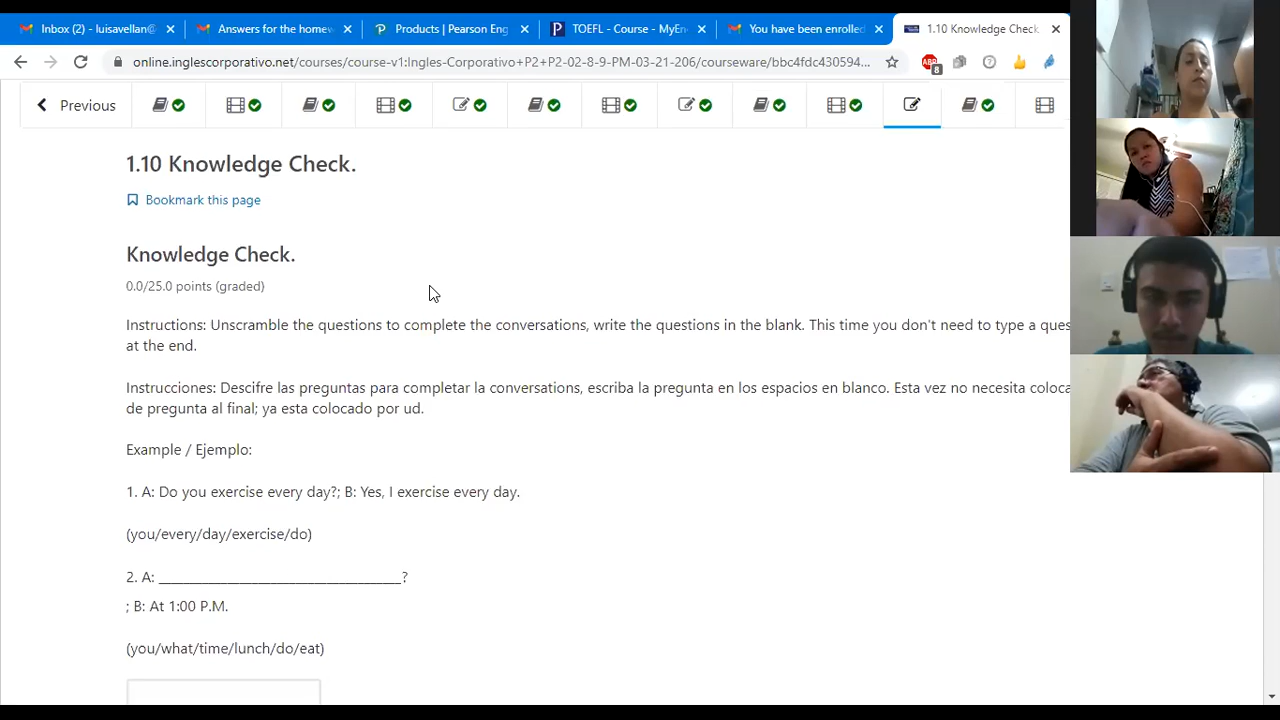 Inbox (2) - luisavellan@
Answers for the homew
Products | Pearson Eng
TOEFL - Course - MyEn
You have been enrolled
1.10 Knowledge Check
online.inglescorporativo.net/courses/course-v1:Ingles-Corporativo+P2+P2-02-8-9-PM-03-21-206/courseware/bbc4fdc430594...
ABP
8
Previous
1.10 Knowledge Check.
Bookmark this page
Knowledge Check.
0.0/25.0 points (graded)
Instructions: Unscramble the questions to complete the conversations, write the questions in the blank. This time you don't need to type a ques
at the end.
Instrucciones: Descifre las preguntas para completar la conversations, escriba la pregunta en los espacios en blanco. Esta vez no necesita coloca
de pregunta al final; ya esta colocado por ud.
Example / Ejemplo:
1. A: Do you exercise every day?; B: Yes, I exercise every day.
(you/every/day/exercise/do)
2. A: ___________________________________?
; B: At 1:00 P.M.
(you/what/time/lunch/do/eat)